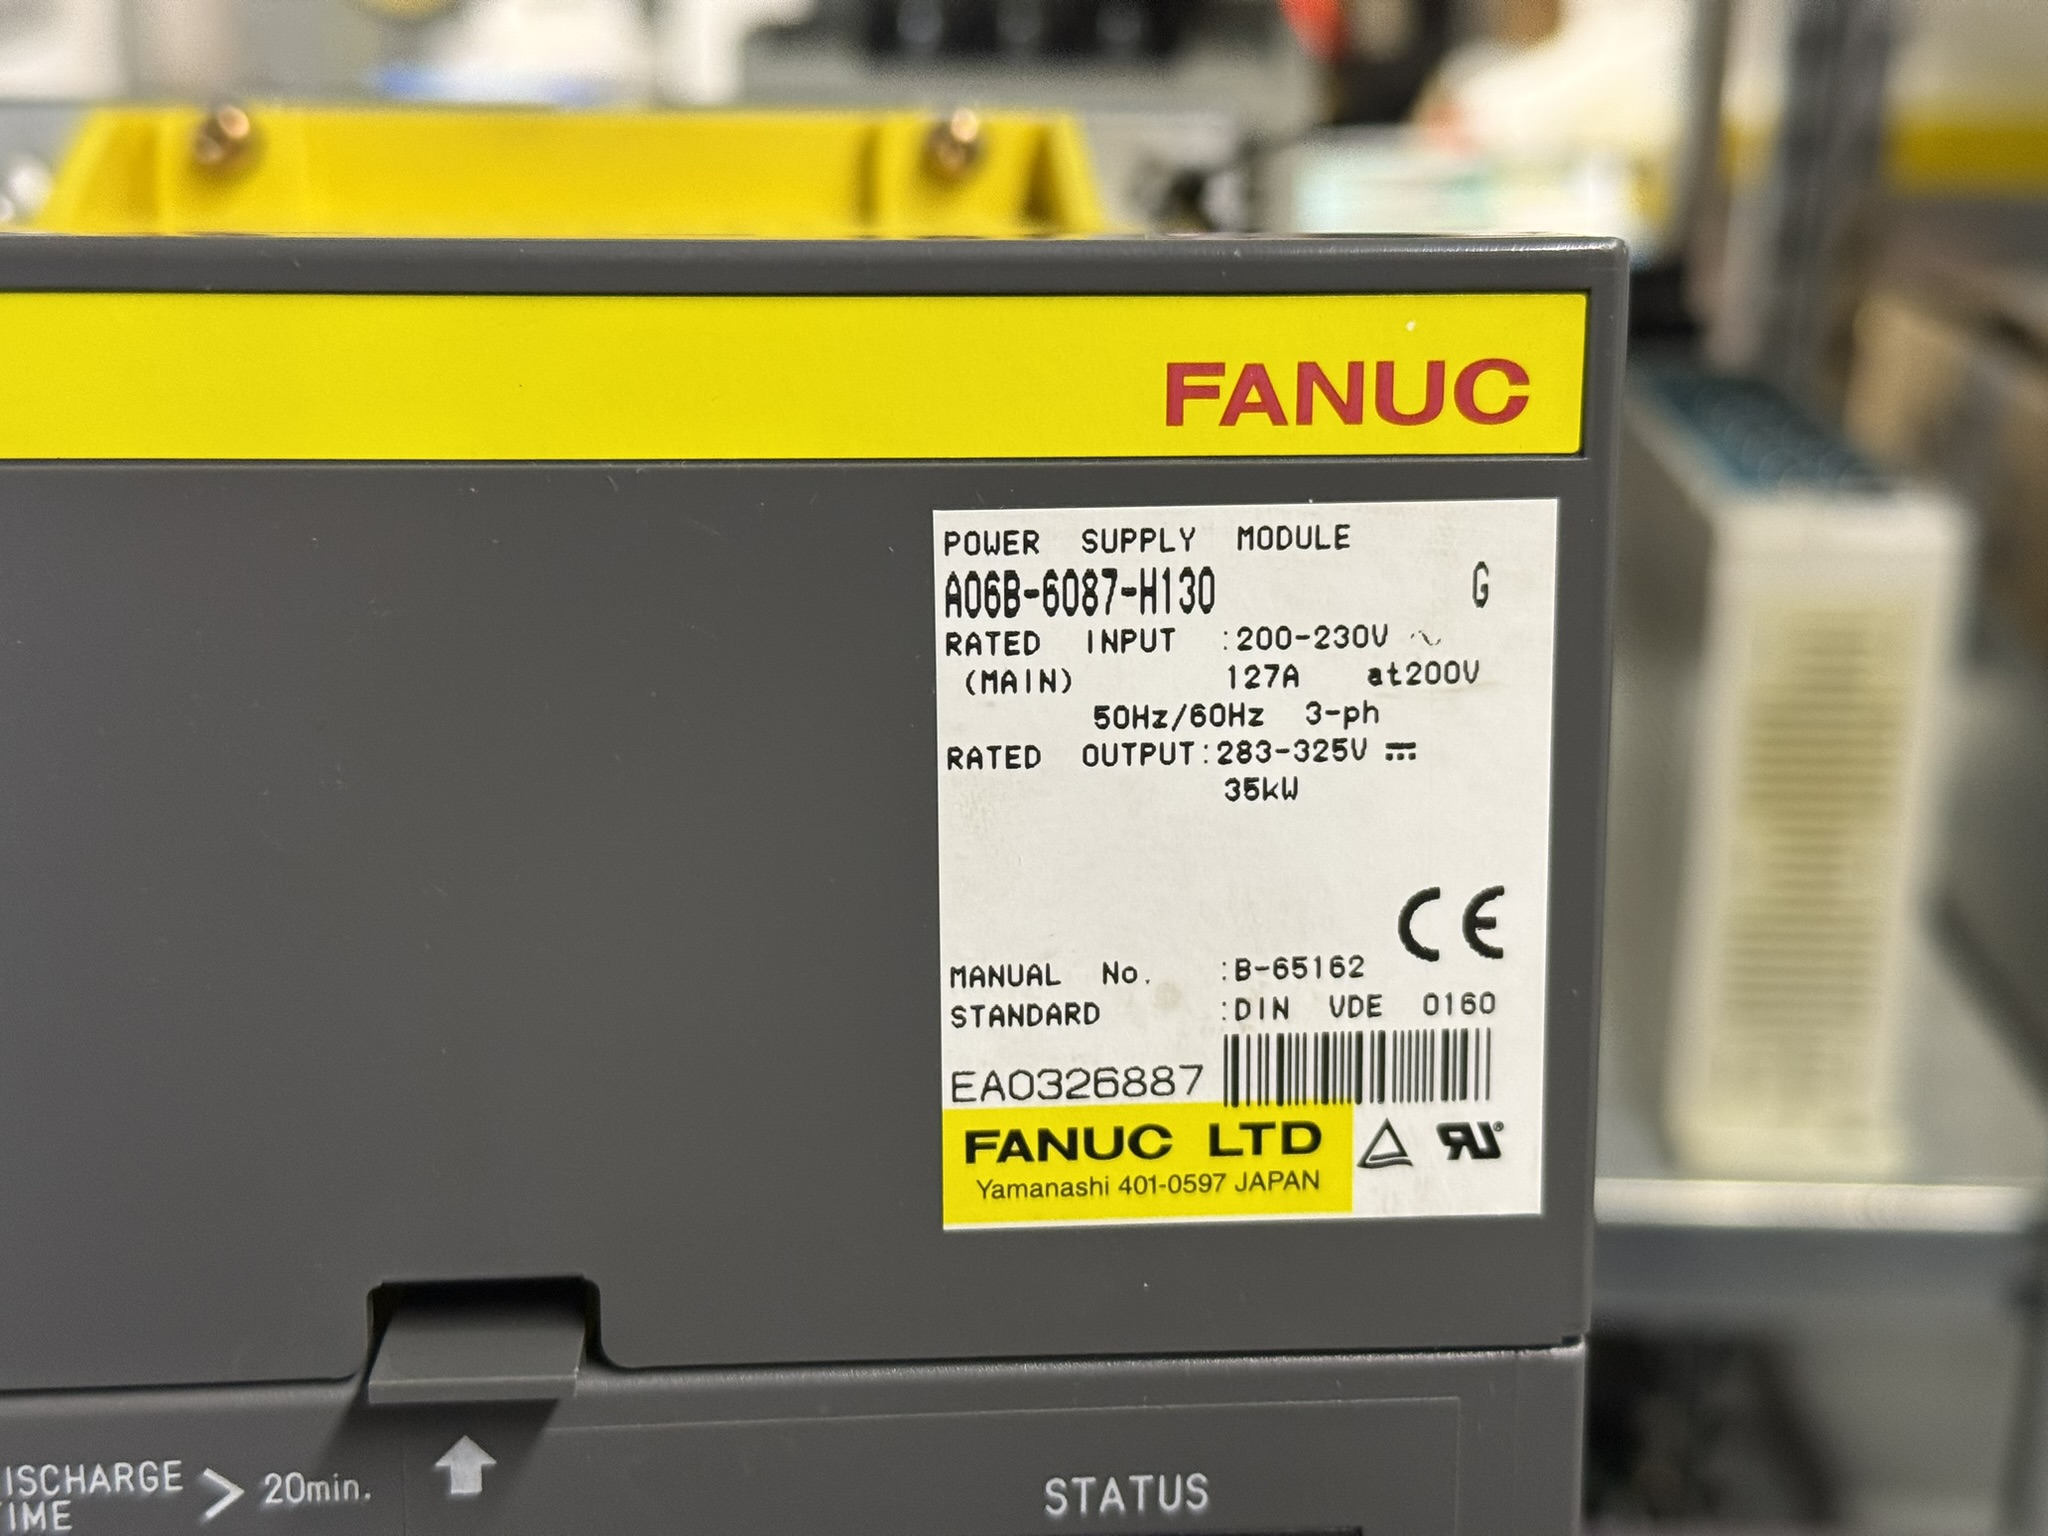 FANUC
POWER SUPPLY MODULE
A06B-6087-H130 G
RATED INPUT :200-230V ~
(MAIN) 127A at200V
50Hz/60Hz 3-ph
RATED OUTPUT:283-325V ⎓
35kW
CE
MANUAL No. :B-65162
STANDARD :DIN VDE 0160
EA0326887
FANUC LTD
Yamanashi 401-0597 JAPAN
ISCHARGE
IME
> 20min.
STATUS